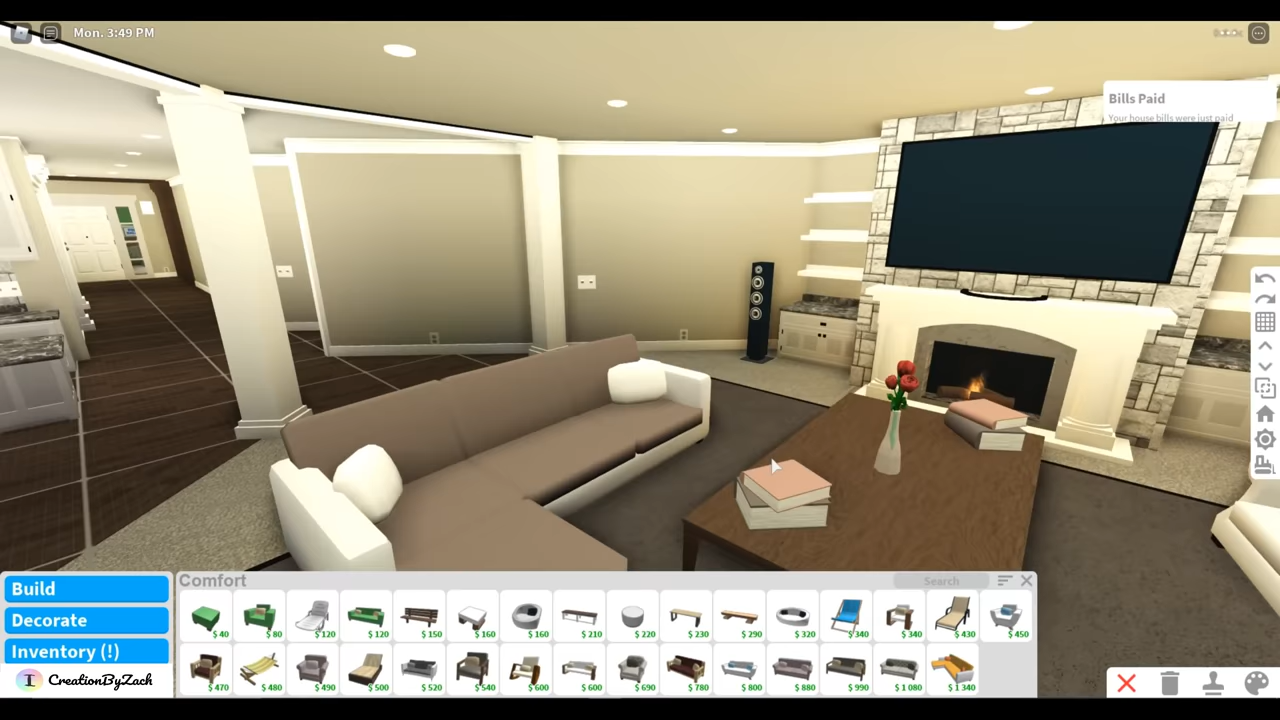 Mon. 3:49 PM
Bills Paid
Your house bills were just paid
Build
Decorate
Inventory (!)
CreationByZach
Comfort
Search
$ 40
$ 80
$ 120
$ 120
$ 150
$ 160
$ 160
$ 210
$ 220
$ 230
$ 290
$ 320
$ 340
$ 340
$ 430
$ 450
$ 470
$ 480
$ 490
$ 500
$ 520
$ 540
$ 600
$ 600
$ 690
$ 780
$ 800
$ 880
$ 990
$ 1 080
$ 1 340